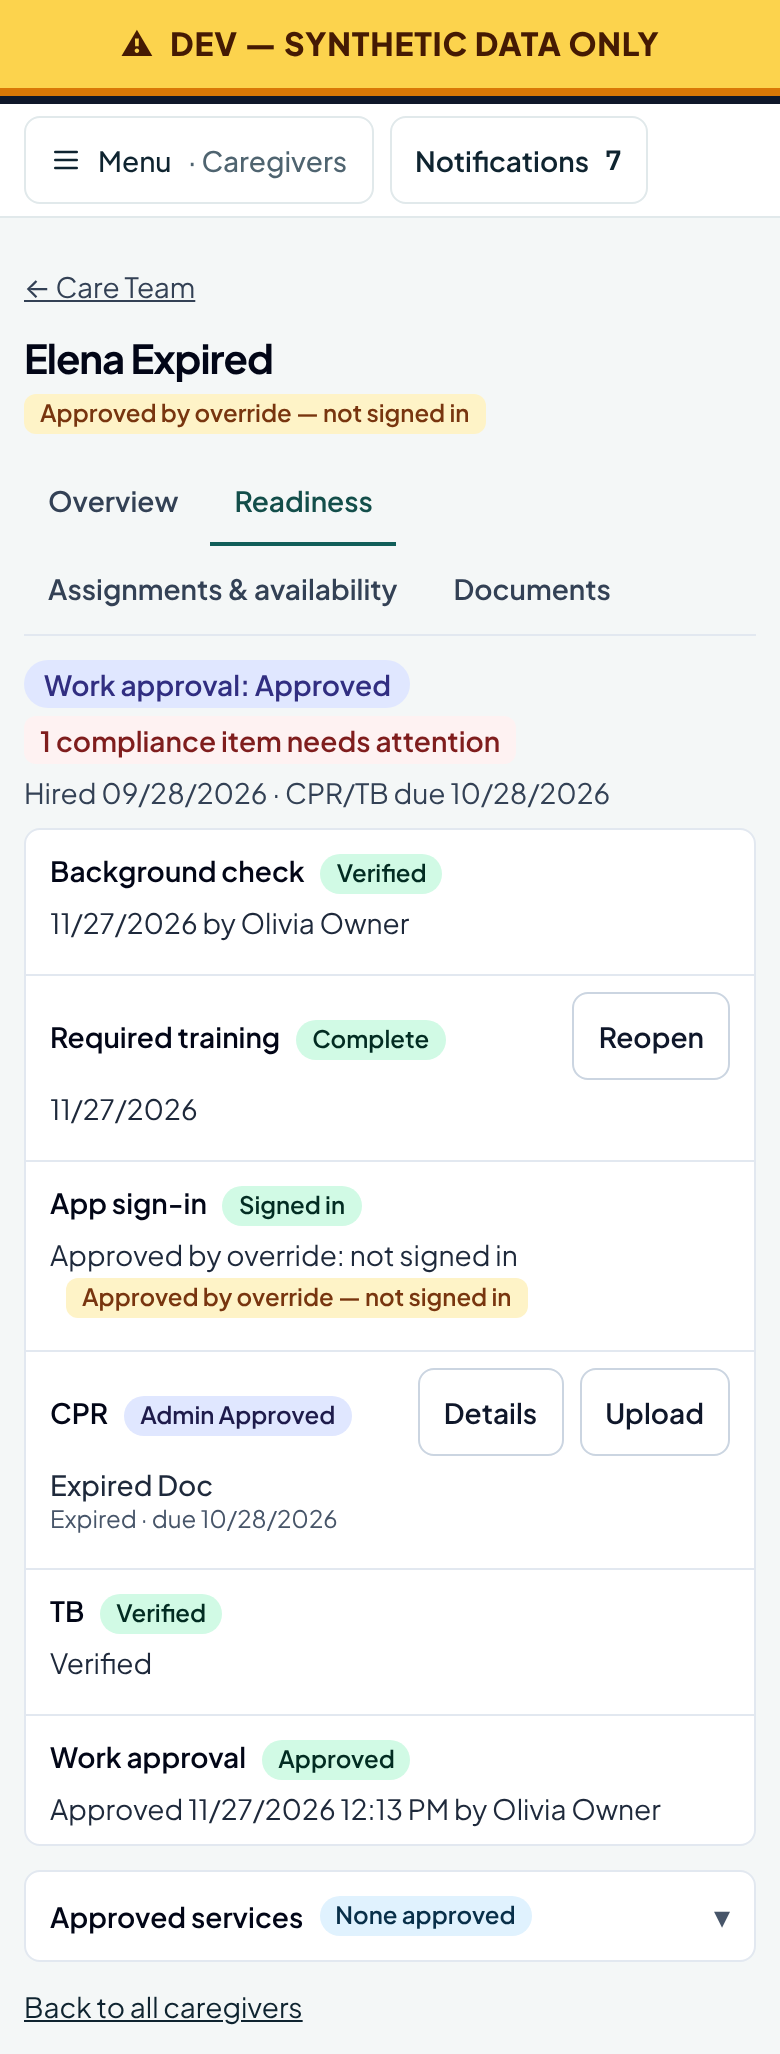 ⚠ DEV — SYNTHETIC DATA ONLY
☰ Menu · Caregivers Notifications 7
← Care Team
Elena Expired
Approved by override — not signed in
Overview Readiness
Assignments & availability Documents
Work approval: Approved
1 compliance item needs attention
Hired 09/28/2026 · CPR/TB due 10/28/2026
Background check Verified
11/27/2026 by Olivia Owner
Required training Complete Reopen
11/27/2026
App sign-in Signed in
Approved by override: not signed in
Approved by override — not signed in
CPR Admin Approved Details Upload
Expired Doc
Expired · due 10/28/2026
TB Verified
Verified
Work approval Approved
Approved 11/27/2026 12:13 PM by Olivia Owner
Approved services None approved ▼
Back to all caregivers